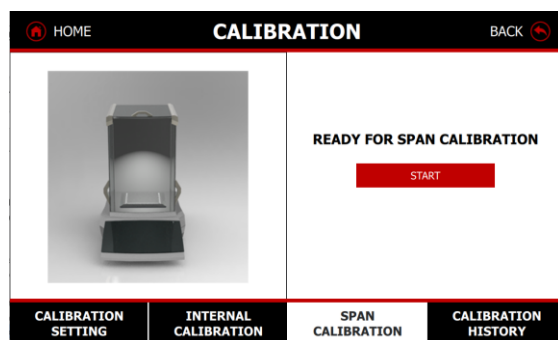 HOME
CALIBRATION
BACK
READY FOR SPAN CALIBRATION
START
CALIBRATION
SETTING
INTERNAL
CALIBRATION
SPAN
CALIBRATION
CALIBRATION
HISTORY